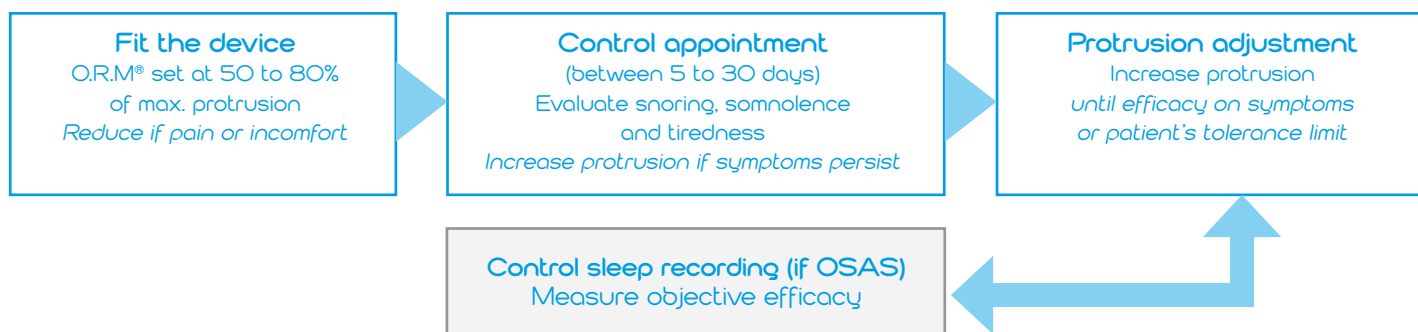 Fit the device
O.R.M® set at 50 to 80%
of max. protrusion
Reduce if pain or incomfort
Control appointment
(between 5 to 30 days)
Evaluate snoring, somnolence
and tiredness
Increase protrusion if symptoms persist
Protrusion adjustment
Increase protrusion
until efficacy on symptoms
or patient's tolerance limit
Control sleep recording (if OSAS)
Measure objective efficacy